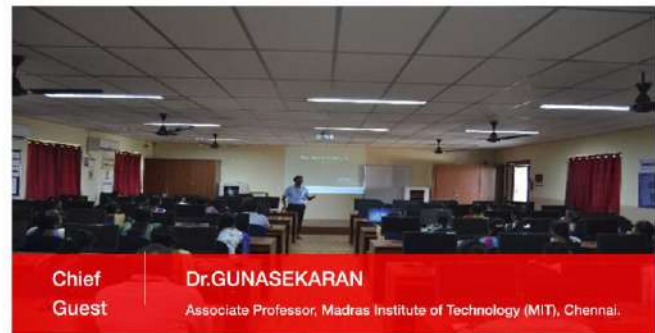 Chief
Guest
Dr.GUNASEKARAN
Associate Professor, Madras Institute of Technology (MIT), Chennai.